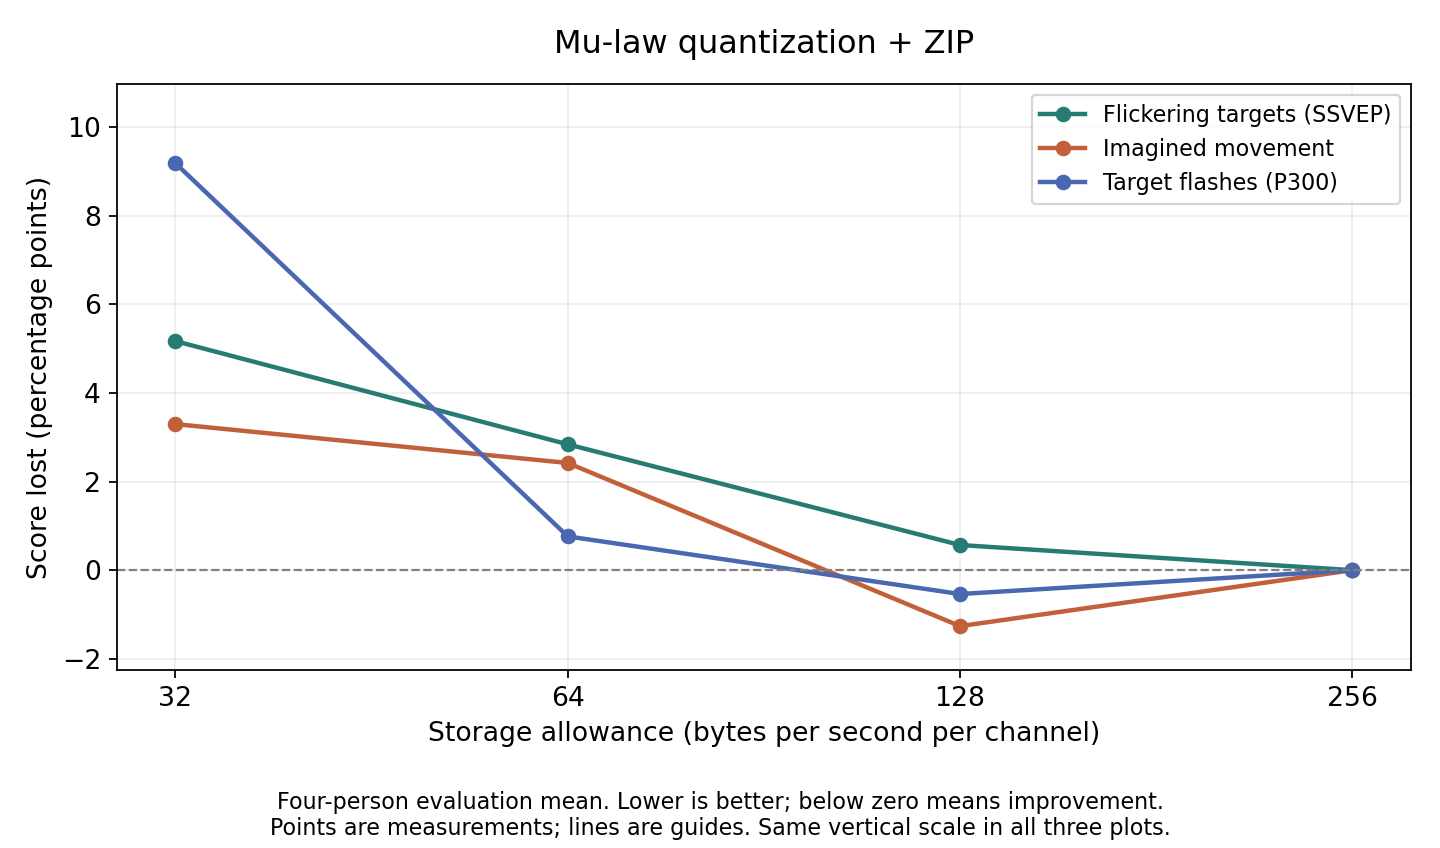 Mu-law quantization + ZIP
Flickering targets (SSVEP)
Imagined movement
Target flashes (P300)
Score lost (percentage points)
10
8
6
4
2
0
−2
32
64
128
256
Storage allowance (bytes per second per channel)
Four-person evaluation mean. Lower is better; below zero means improvement.
Points are measurements; lines are guides. Same vertical scale in all three plots.